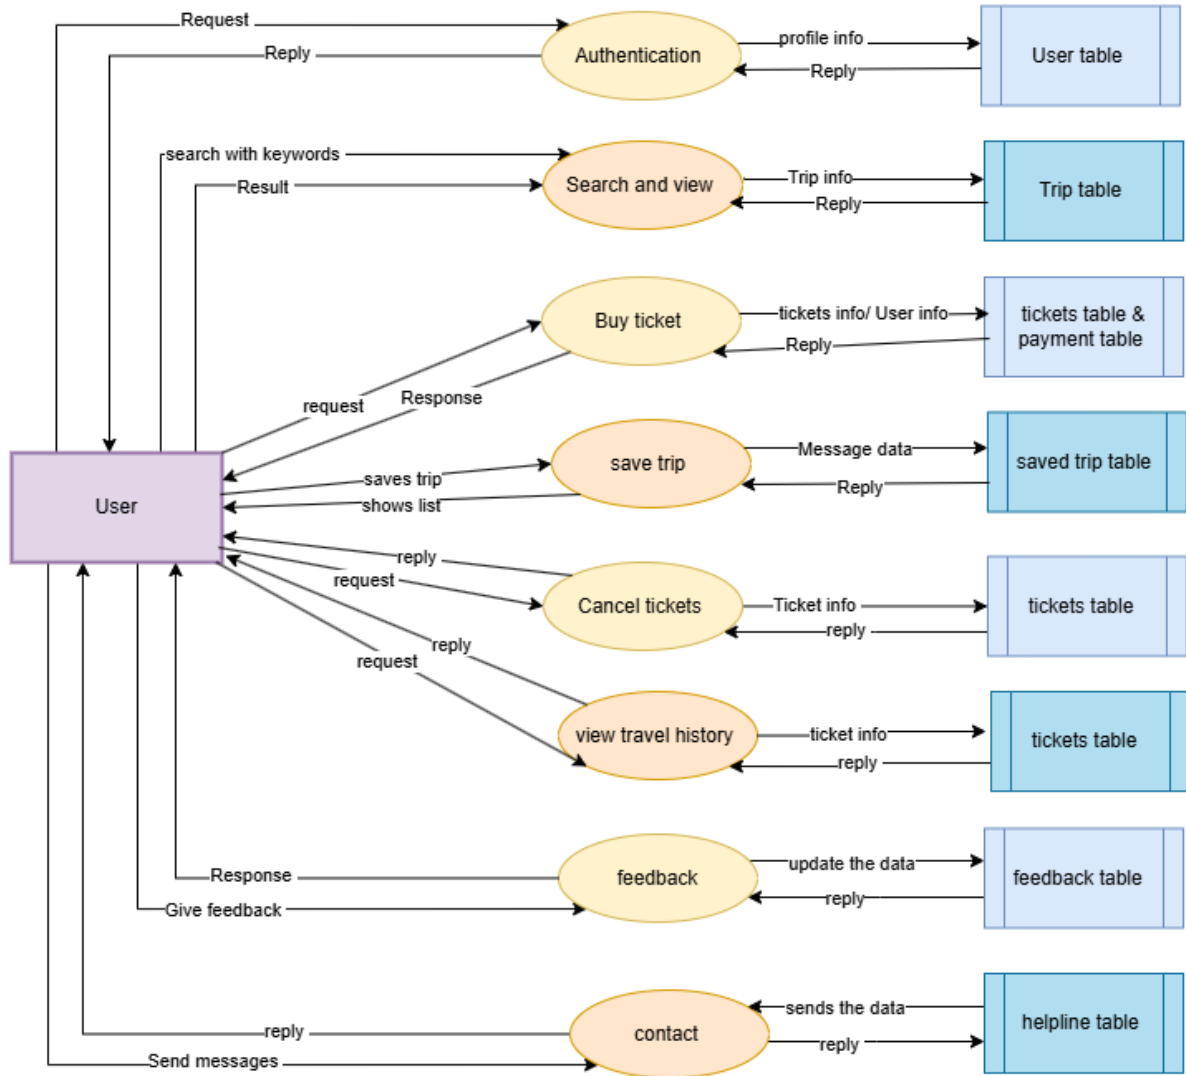 Request
Reply
Authentication
profile info
Reply
User table
search with keywords
Result
Search and view
Trip info
Reply
Trip table
request
Response
Buy ticket
tickets info/ User info
Reply
tickets table &
payment table
User
saves trip
shows list
save trip
Message data
Reply
saved trip table
reply
request
Cancel tickets
Ticket info
reply
tickets table
reply
request
view travel history
ticket info
reply
tickets table
Response
Give feedback
feedback
update the data
reply
feedback table
reply
Send messages
contact
sends the data
reply
helpline table